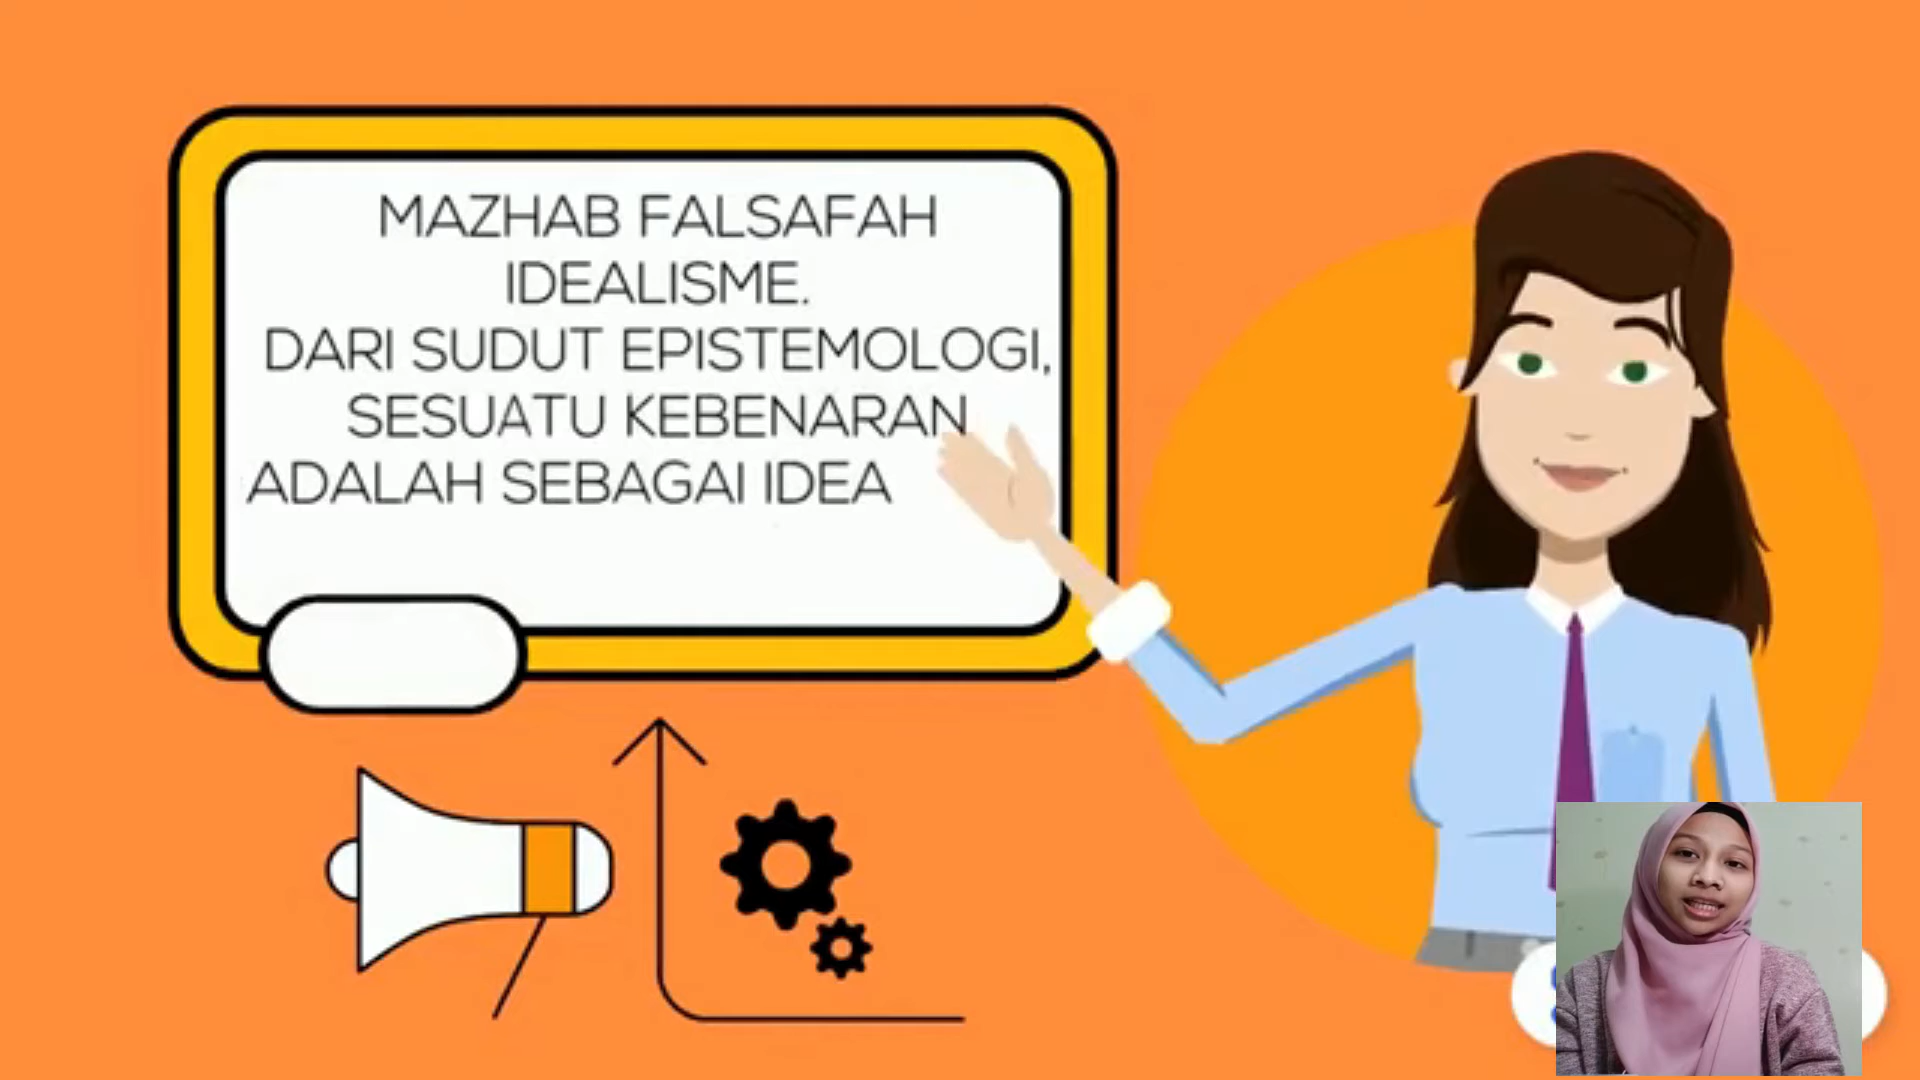 MAZHAB FALSAFAH
IDEALISME.
DARI SUDUT EPISTEMOLOGI,
SESUATU KEBENARAN
ADALAH SEBAGAI IDEA